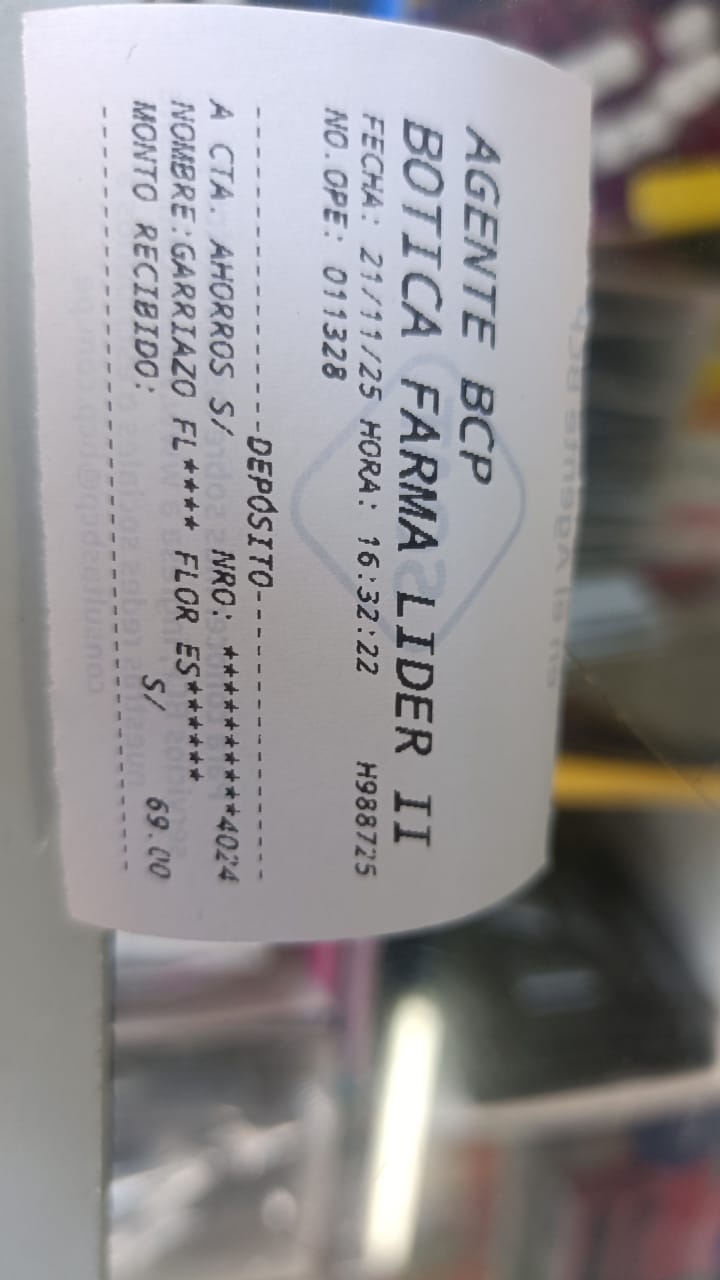 AGENTE BCP
BOTICA FARMA LIDER II
FECHA: 21/11/25 HORA: 16:32:22 H988725
NO.OPE: 011328
--------------------DEPOSITO--------------------
A CTA. AHORROS S/ NRO: **********4024
NOMBRE:GARRIAZO FL**** FLOR ES******
MONTO RECIBIDO: S/ 69.00